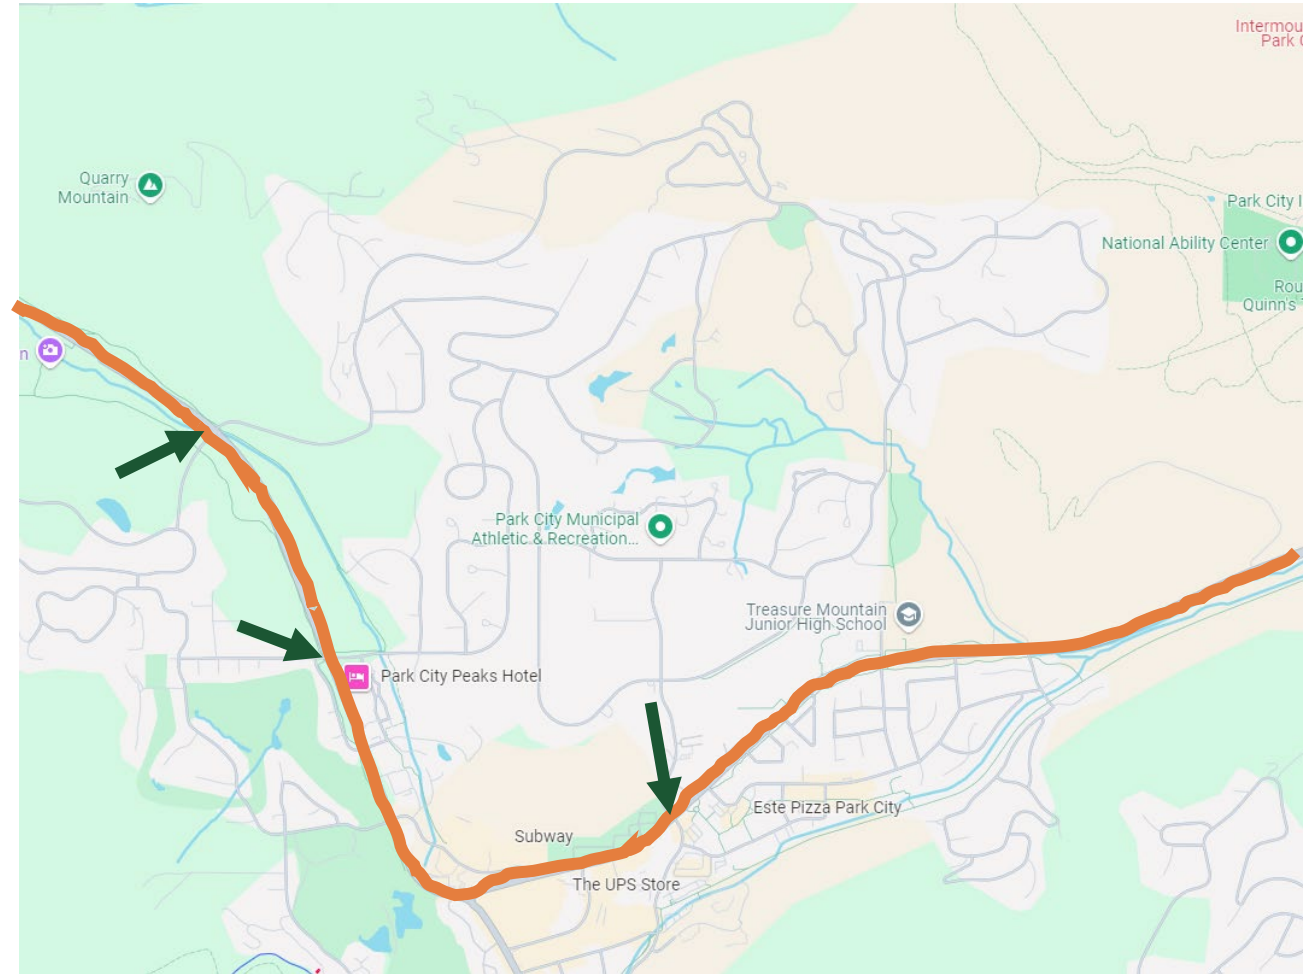 Intermou
Park C
Quarry
Mountain
Park City I
National Ability Center
Rou
Quinn's
n
Park City Municipal
Athletic & Recreation...
Treasure Mountain
Junior High School
Park City Peaks Hotel
Este Pizza Park City
Subway
The UPS Store